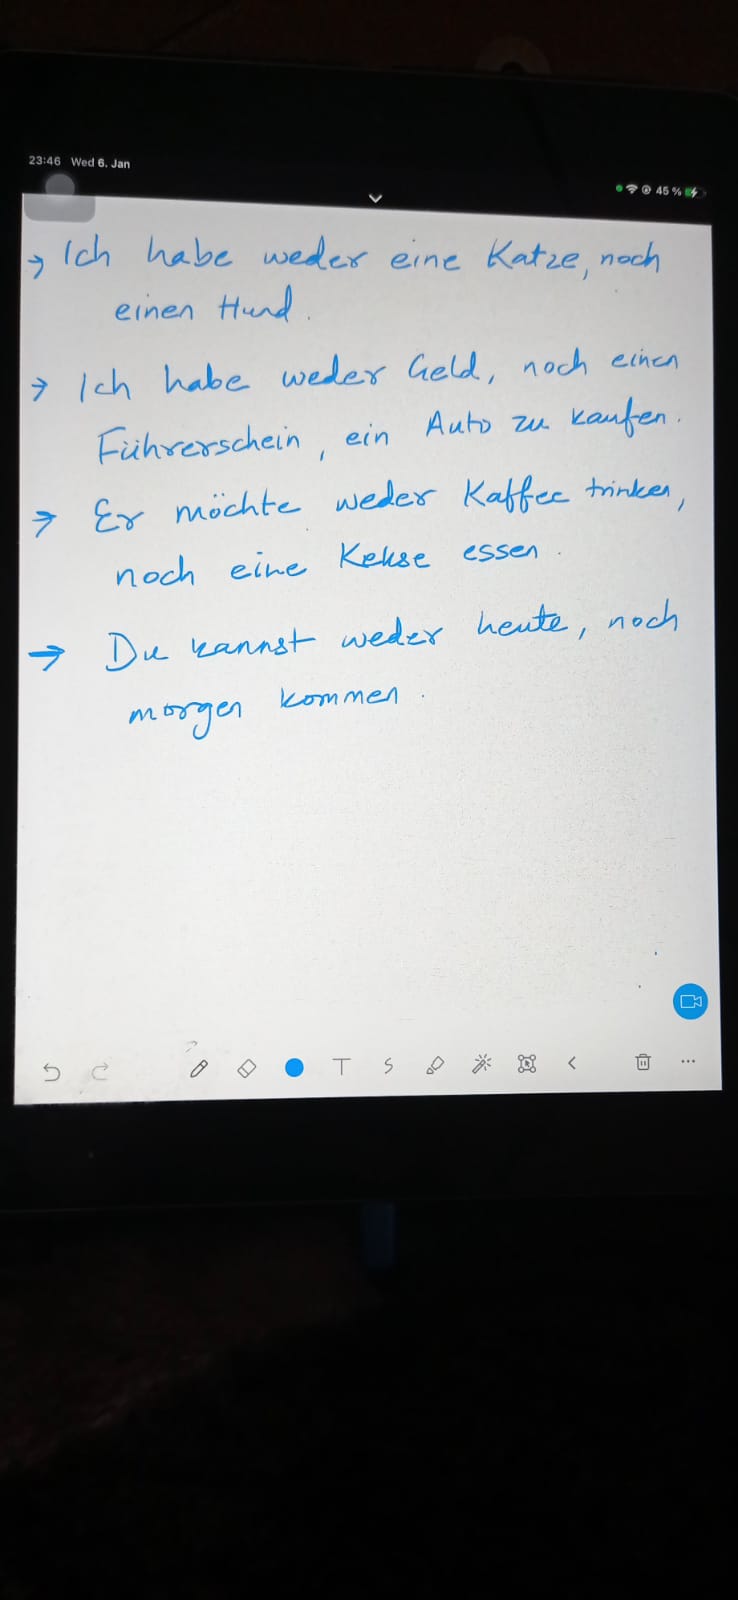 23:46 Wed 6. Jan
45 %
→ Ich habe weder eine Katze, noch
einen Hund.
→ Ich habe weder Geld, noch einen
Führerschein, ein Auto zu kaufen.
→ Er möchte weder Kaffee trinken,
noch eine Kekse essen.
→ Du kannst weder heute, noch
morgen kommen.